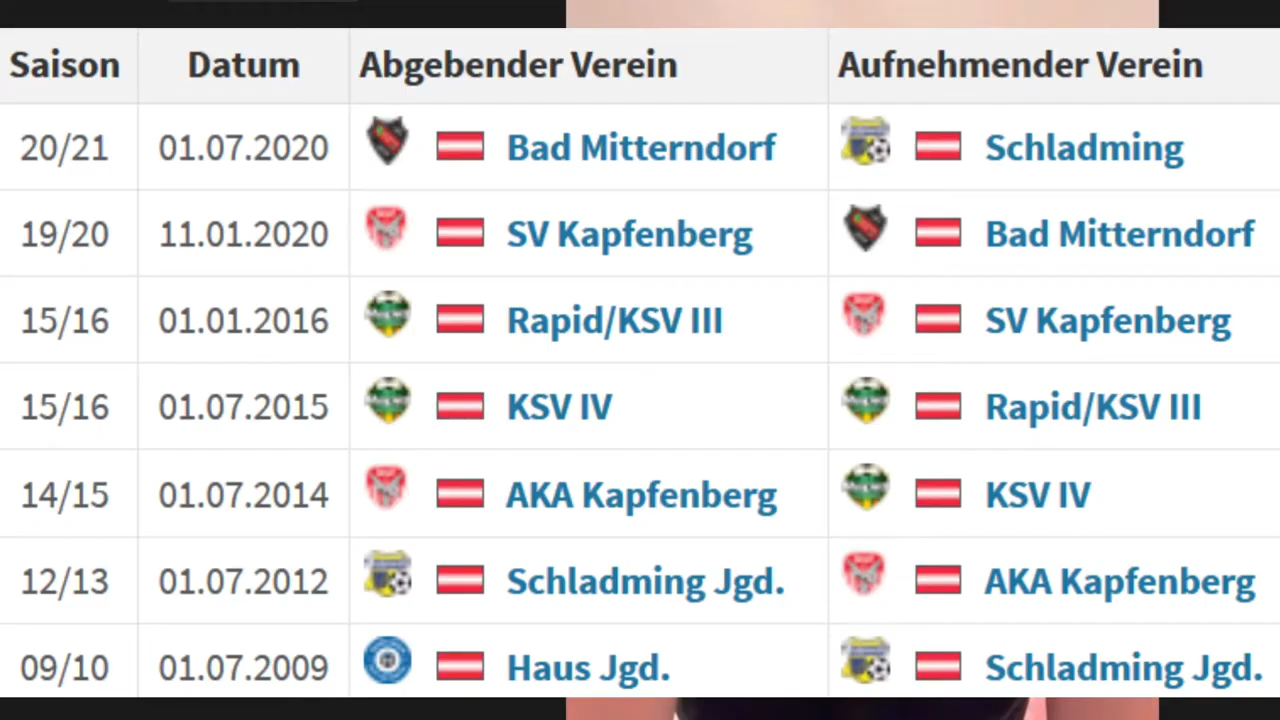 Saison Datum Abgebender Verein Aufnehmender Verein
20/21 01.07.2020 Bad Mitterndorf Schladming
19/20 11.01.2020 SV Kapfenberg Bad Mitterndorf
15/16 01.01.2016 Rapid/KSV III SV Kapfenberg
15/16 01.07.2015 KSV IV Rapid/KSV III
14/15 01.07.2014 AKA Kapfenberg KSV IV
12/13 01.07.2012 Schladming Jgd. AKA Kapfenberg
09/10 01.07.2009 Haus Jgd. Schladming Jgd.